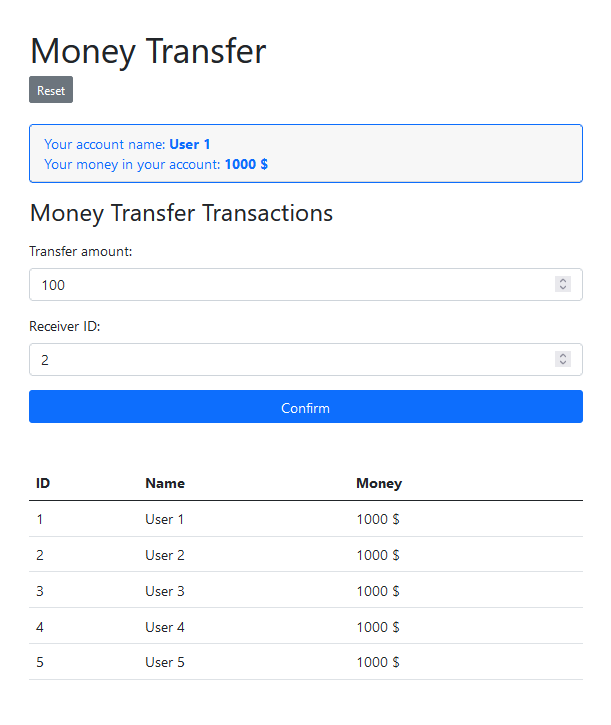 Money Transfer
Reset
Your account name: User 1
Your money in your account: 1000 $
Money Transfer Transactions
Transfer amount:
100
Receiver ID:
2
Confirm
ID Name Money
1 User 1 1000 $
2 User 2 1000 $
3 User 3 1000 $
4 User 4 1000 $
5 User 5 1000 $